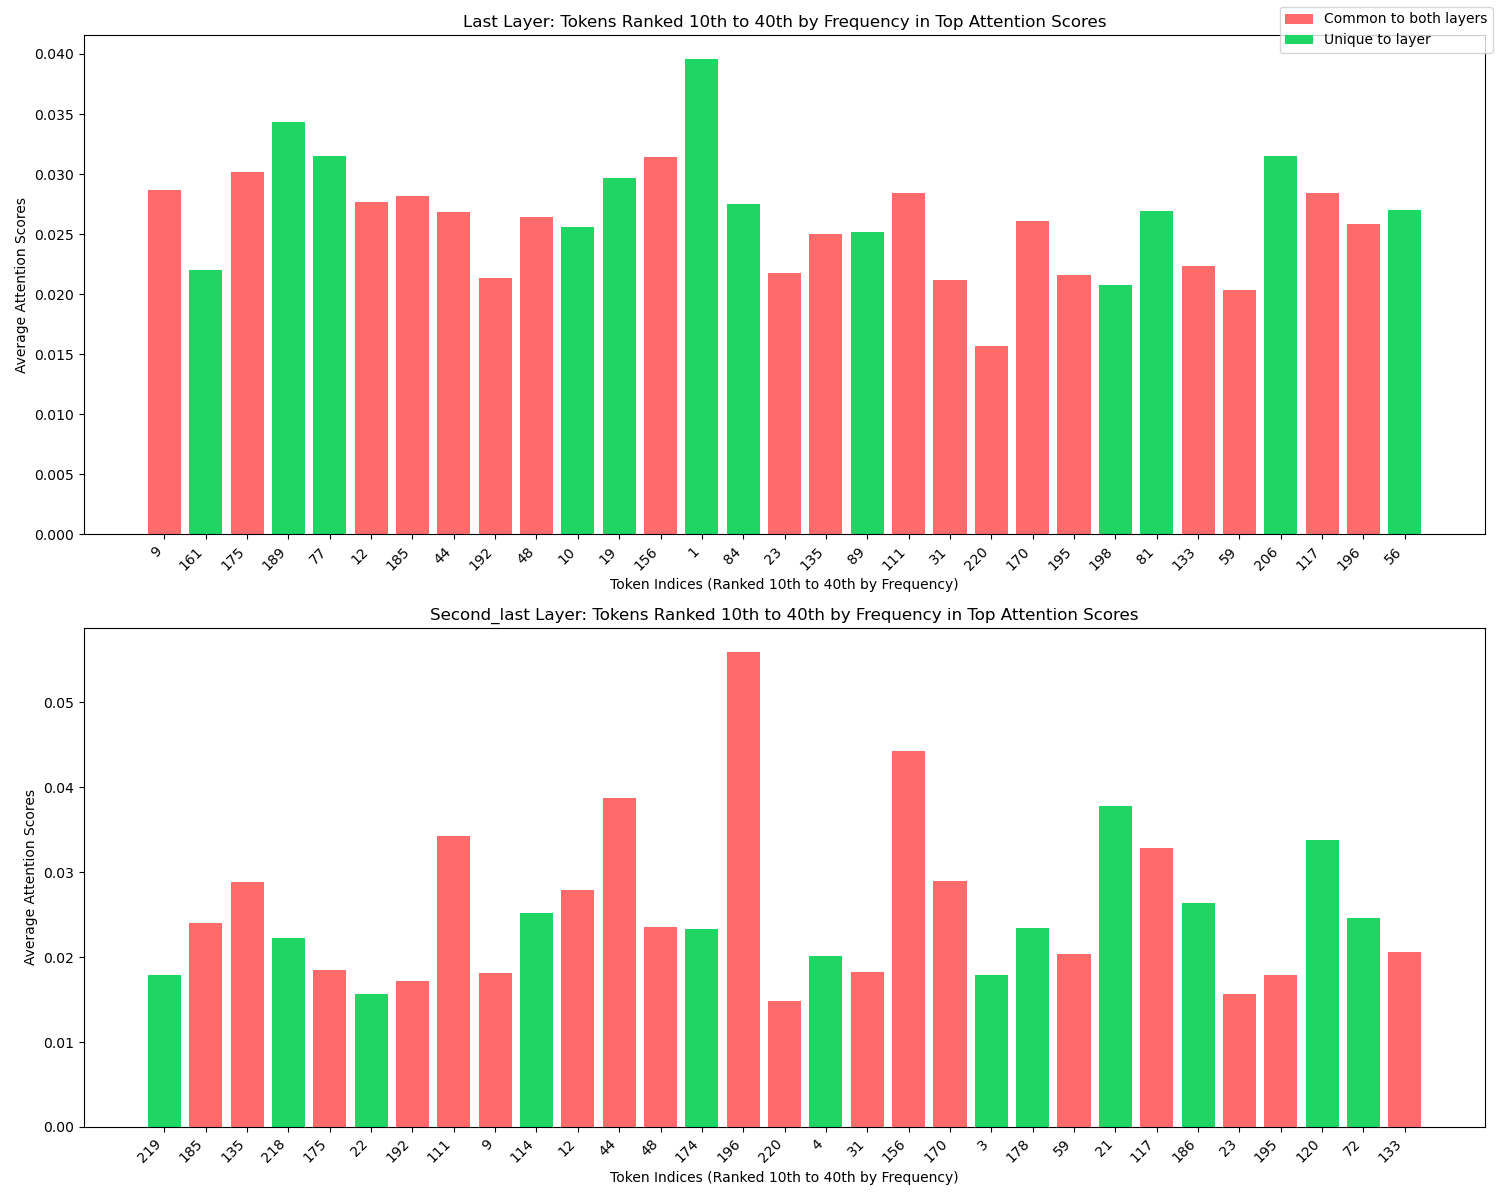 Last Layer: Tokens Ranked 10th to 40th by Frequency in Top Attention Scores
Common to both layers
Unique to layer
Average Attention Scores
0.040
0.035
0.030
0.025
0.020
0.015
0.010
0.005
0.000
9 161 175 189 77 12 185 44 192 48 10 19 156 1 84 23 135 89 111 31 220 170 195 198 81 133 59 206 117 196 56
Token Indices (Ranked 10th to 40th by Frequency)
Second_last Layer: Tokens Ranked 10th to 40th by Frequency in Top Attention Scores
Average Attention Scores
0.05
0.04
0.03
0.02
0.01
0.00
219 185 135 218 175 22 192 111 9 114 12 44 48 174 196 220 4 31 156 170 3 178 59 21 117 186 23 195 120 72 133
Token Indices (Ranked 10th to 40th by Frequency)